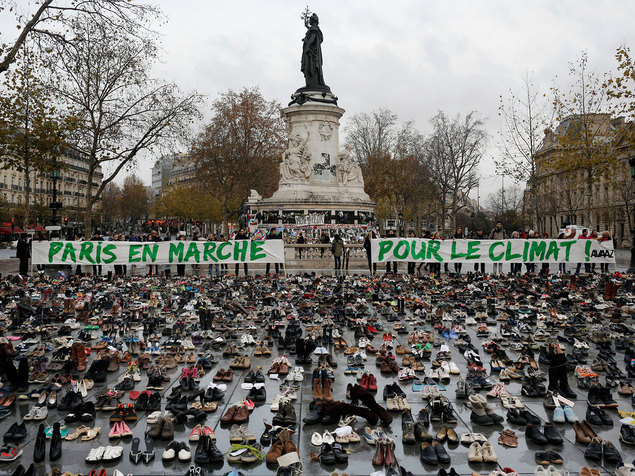 PARIS EN MARCHE
POUR LE CLIMAT !
AVAAZ